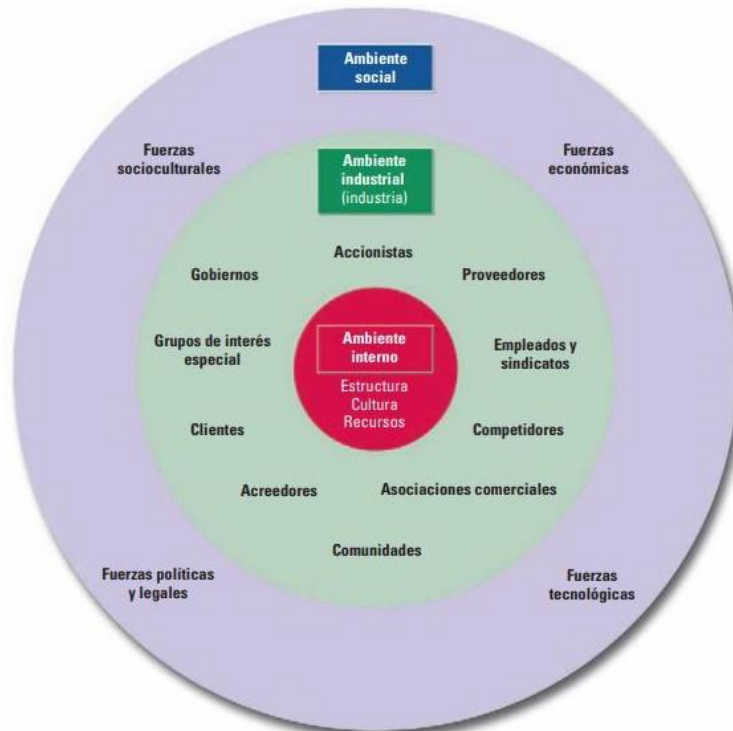 Ambiente
social
Fuerzas
socioculturales
Fuerzas
económicas
Ambiente
industrial
(industria)
Accionistas
Gobiernos
Proveedores
Grupos de interés
especial
Ambiente
interno
Estructura
Cultura
Recursos
Empleados y
sindicatos
Clientes
Competidores
Acreedores
Asociaciones comerciales
Comunidades
Fuerzas políticas
y legales
Fuerzas
tecnológicas